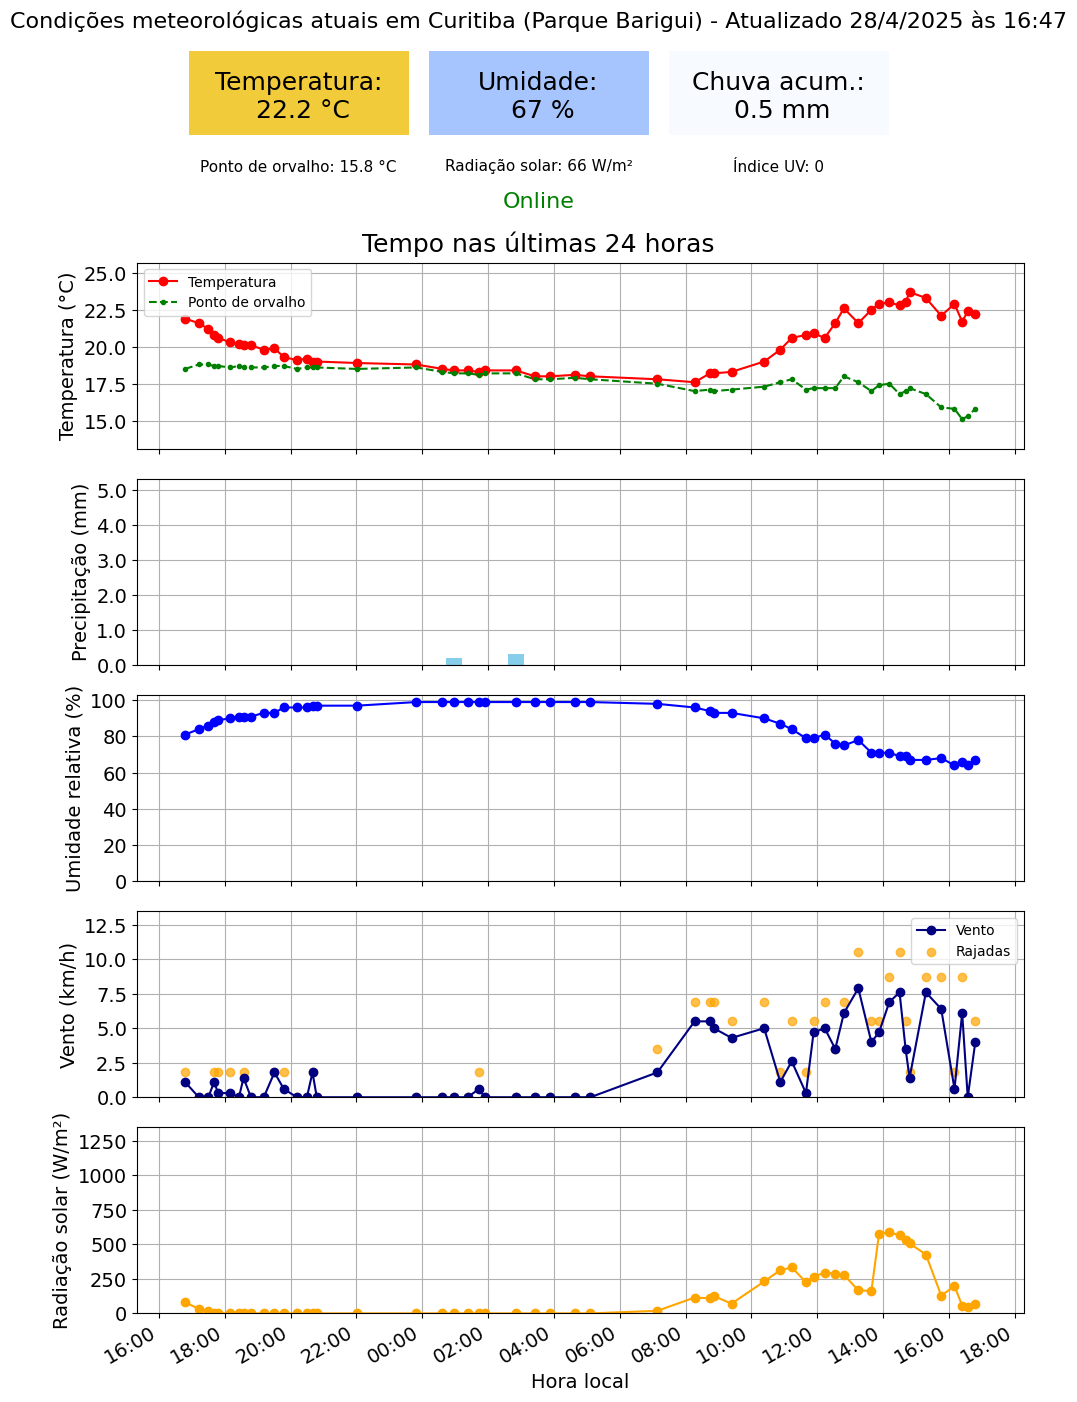 Condições meteorológicas atuais em Curitiba (Parque Barigui) - Atualizado 28/4/2025 às 16:47
Temperatura:
22.2 °C
Umidade:
67 %
Chuva acum.:
0.5 mm
Ponto de orvalho: 15.8 °C
Radiação solar: 66 W/m²
Índice UV: 0
Online
Tempo nas últimas 24 horas
Temperatura (°C)
25.0
22.5
20.0
17.5
15.0
Temperatura
Ponto de orvalho
Precipitação (mm)
5.0
4.0
3.0
2.0
1.0
0.0
Umidade relativa (%)
100
80
60
40
20
0
Vento (km/h)
12.5
10.0
7.5
5.0
2.5
0.0
Vento
Rajadas
Radiação solar (W/m²)
1250
1000
750
500
250
0
16:00 18:00 20:00 22:00 00:00 02:00 04:00 06:00 08:00 10:00 12:00 14:00 16:00 18:00
Hora local